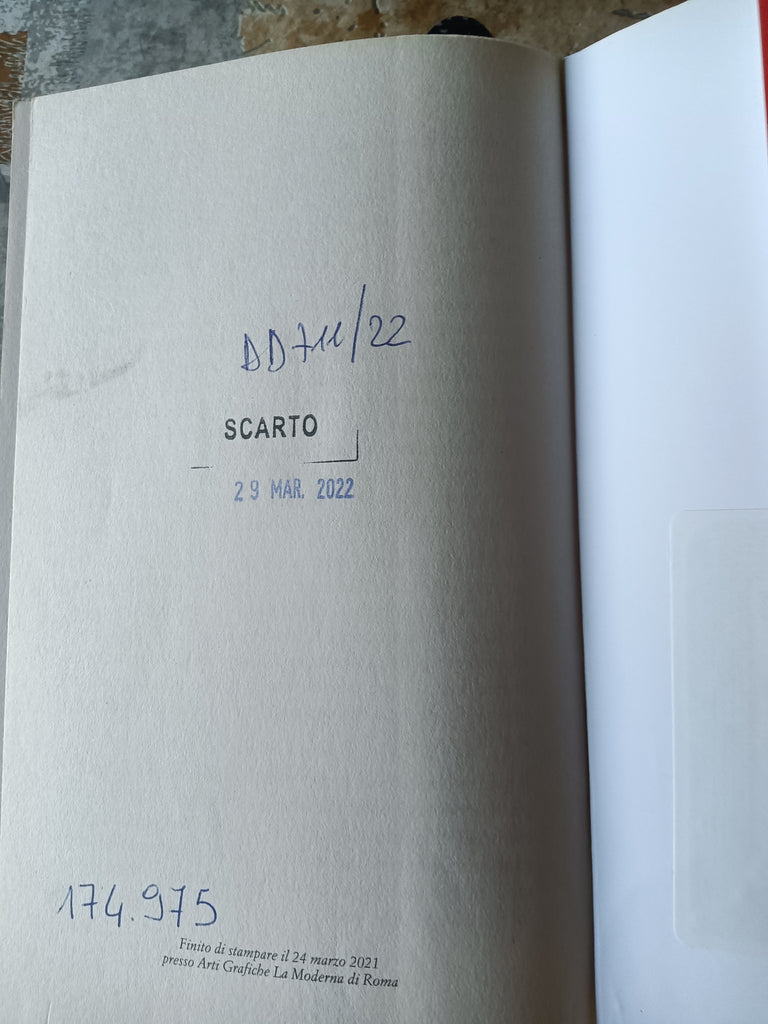 DD711/22
SCARTO
29 MAR. 2022
174.975
Finito di stampare il 24 marzo 2021
presso Arti Grafiche La Moderna di Roma